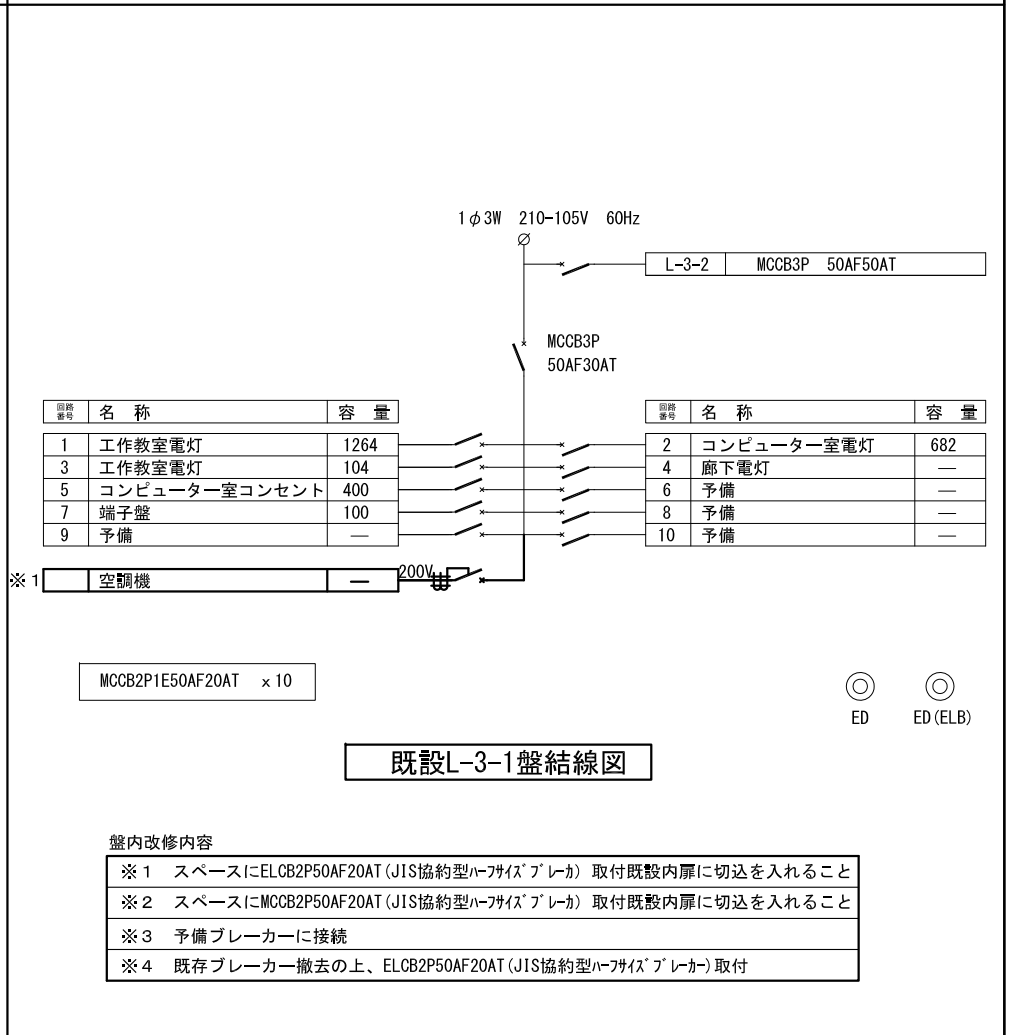 1φ3W 210-105V 60Hz
L-3-2 MCCB3P 50AF50AT
MCCB3P
50AF30AT
回路番号 名 称 容 量
1 工作教室電灯 1264
3 工作教室電灯 104
5 コンピューター室コンセント 400
7 端子盤 100
9 予備 —
回路番号 名 称 容 量
2 コンピューター室電灯 682
4 廊下電灯 —
6 予備 —
8 予備 —
10 予備 —
※1 空調機 — 200V
MCCB2P1E50AF20AT x10
ED ED(ELB)
既設L-3-1盤結線図
盤内改修内容
※1 スペースにELCB2P50AF20AT(JIS協約型ハーフサイズブレーカ) 取付既設内扉に切込を入れること
※2 スペースにMCCB2P50AF20AT(JIS協約型ハーフサイズブレーカ) 取付既設内扉に切込を入れること
※3 予備ブレーカーに接続
※4 既存ブレーカー撤去の上、ELCB2P50AF20AT(JIS協約型ハーフサイズブレーカー)取付